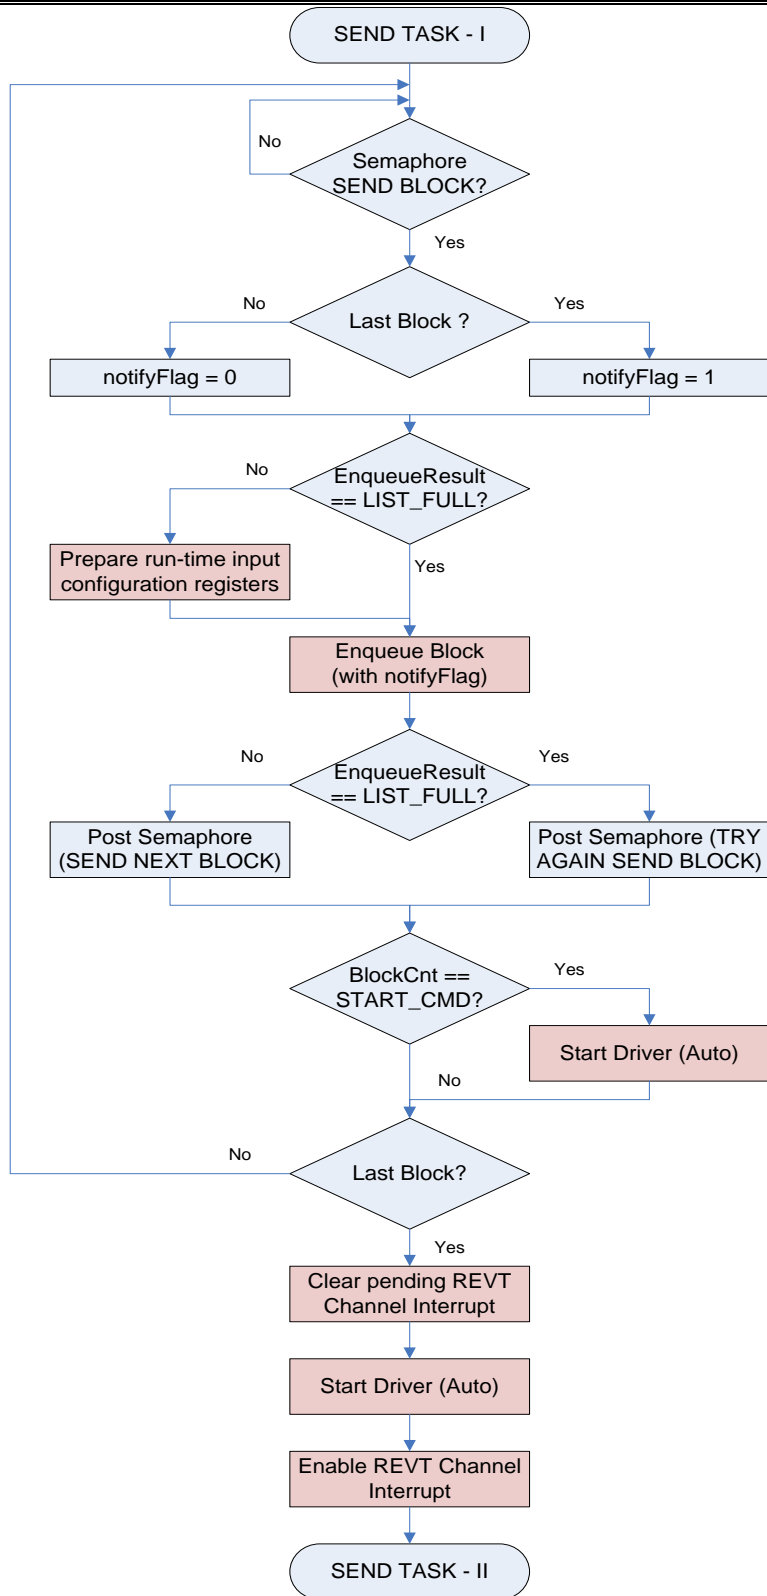 SEND TASK - I
No
Semaphore
SEND BLOCK?
Yes
No
Last Block ?
Yes
notifyFlag = 0
notifyFlag = 1
No
EnqueueResult
== LIST_FULL?
Prepare run-time input
configuration registers
Yes
Enqueue Block
(with notifyFlag)
No
EnqueueResult
== LIST_FULL?
Yes
Post Semaphore
(SEND NEXT BLOCK)
Post Semaphore (TRY
AGAIN SEND BLOCK)
BlockCnt ==
START_CMD?
Yes
Start Driver (Auto)
No
No
Last Block?
Yes
Clear pending REVT
Channel Interrupt
Start Driver (Auto)
Enable REVT Channel
Interrupt
SEND TASK - II